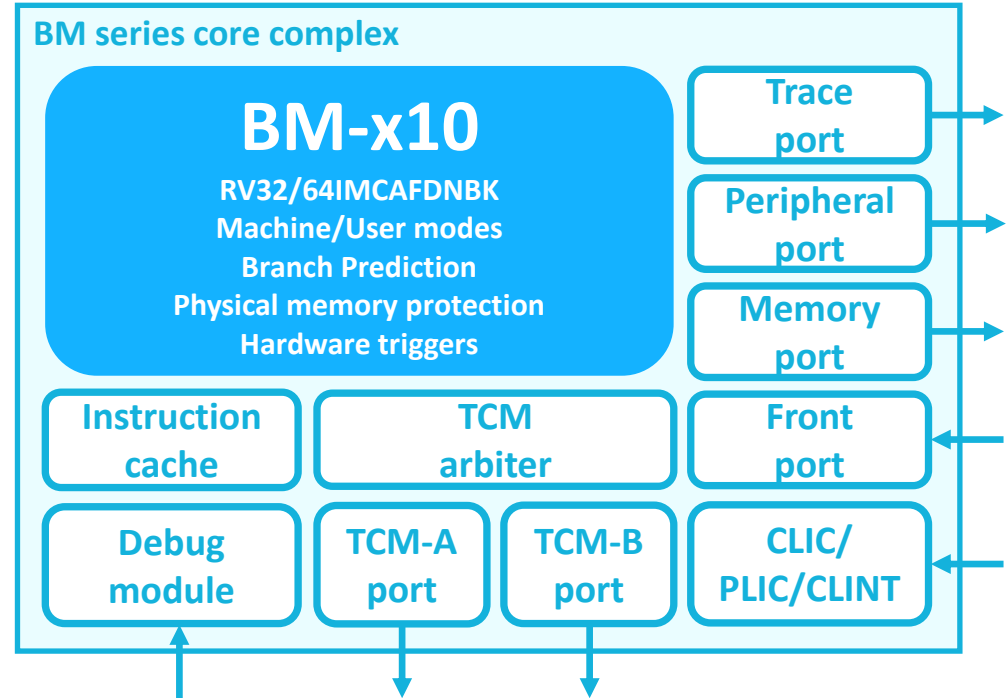 BM series core complex
BM-x10
RV32/64IMCAFDNBK
Machine/User modes
Branch Prediction
Physical memory protection
Hardware triggers
Trace
port
Peripheral
port
Memory
port
Instruction
cache
TCM
arbiter
Front
port
Debug
module
TCM-A
port
TCM-B
port
CLIC/
PLIC/CLINT